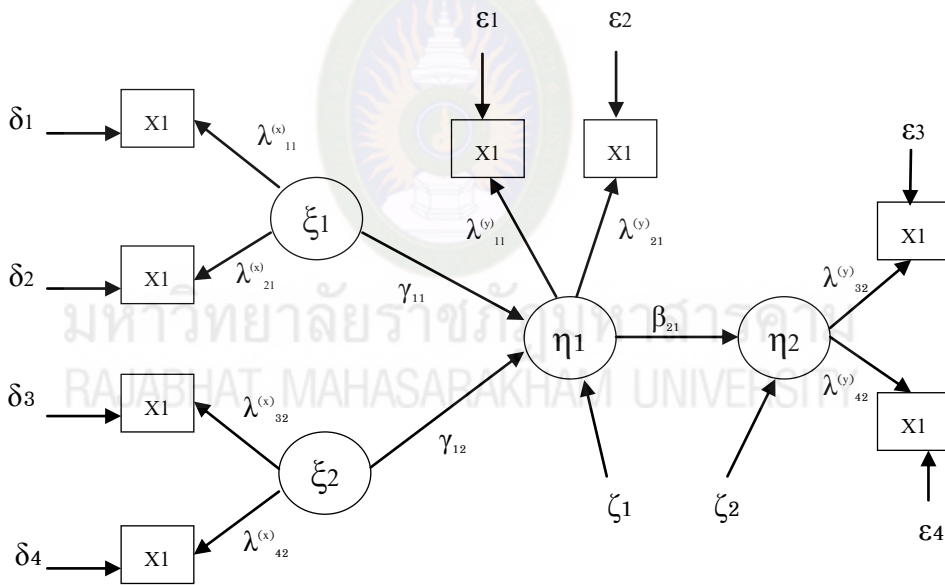 ε1
ε2
δ1
X1
λ(x)11
X1
X1
ε3
ξ1
λ(y)11
λ(y)21
X1
δ2
X1
λ(x)21
γ11
λ(y)32
มหาวิทยาลัยราชภัฏมหาสารคาม
η1
β21
η2
RAJABHAT MAHASARAKHAM UNIVERSITY
δ3
X1
λ(x)32
λ(y)42
X1
γ12
ξ2
ζ1
ζ2
ε4
δ4
X1
λ(x)42